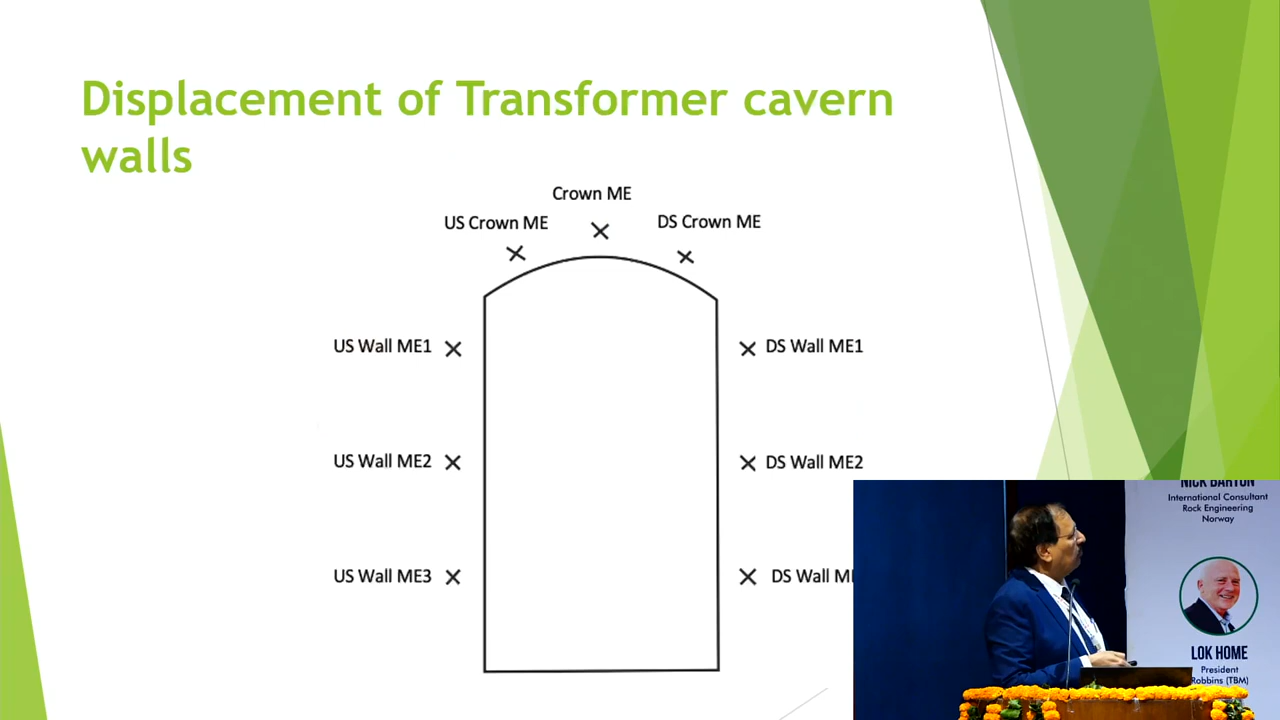 Displacement of Transformer cavern
walls
Crown ME
US Crown ME
DS Crown ME
US Wall ME1
DS Wall ME1
US Wall ME2
DS Wall ME2
US Wall ME3
DS Wall
NICK BARTON
International Consultant
Rock Engineering
Norway
LOK HOME
President
Robbins (TBM)